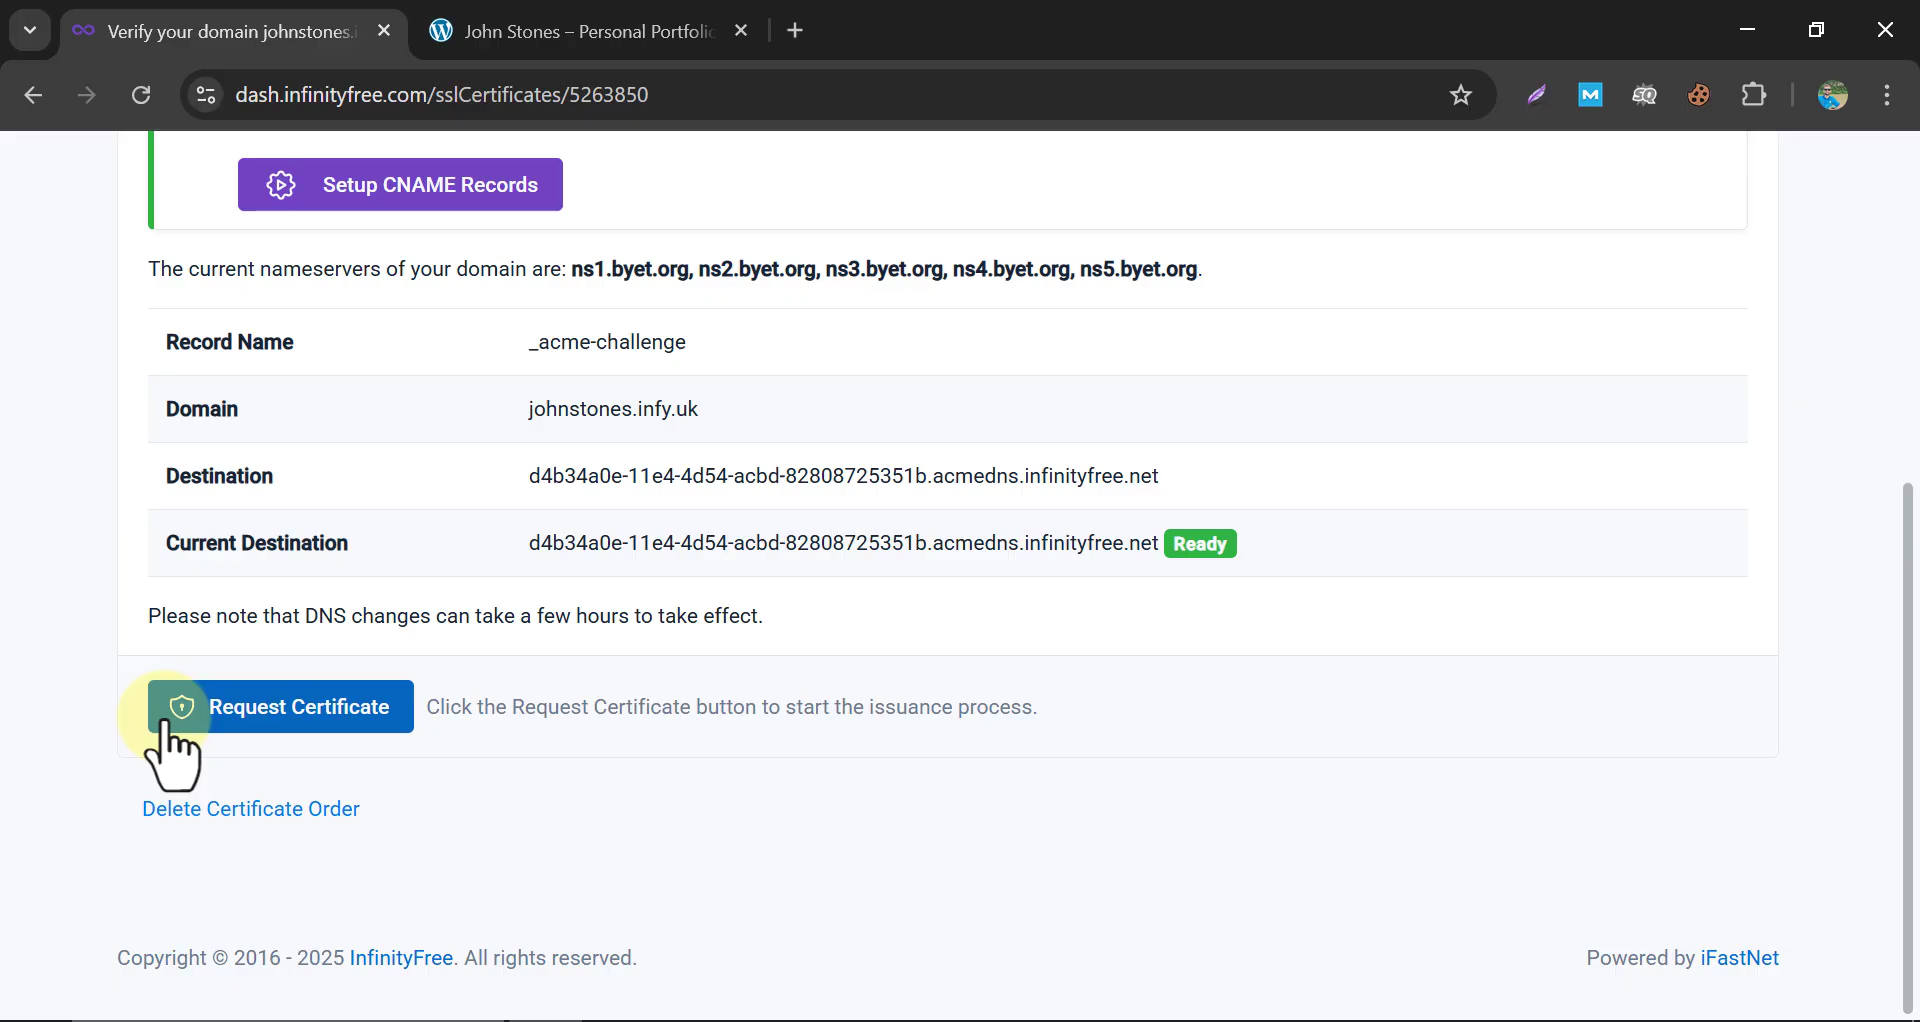 Verify your domain johnstones.i
John Stones – Personal Portfolio
dash.infinityfree.com/sslCertificates/5263850
Setup CNAME Records
The current nameservers of your domain are: ns1.byet.org, ns2.byet.org, ns3.byet.org, ns4.byet.org, ns5.byet.org.
Record Name _acme-challenge
Domain johnstones.infy.uk
Destination d4b34a0e-11e4-4d54-acbd-82808725351b.acmedns.infinityfree.net
Current Destination d4b34a0e-11e4-4d54-acbd-82808725351b.acmedns.infinityfree.net Ready
Please note that DNS changes can take a few hours to take effect.
Request Certificate Click the Request Certificate button to start the issuance process.
Delete Certificate Order
Copyright © 2016 - 2025 InfinityFree. All rights reserved.
Powered by iFastNet